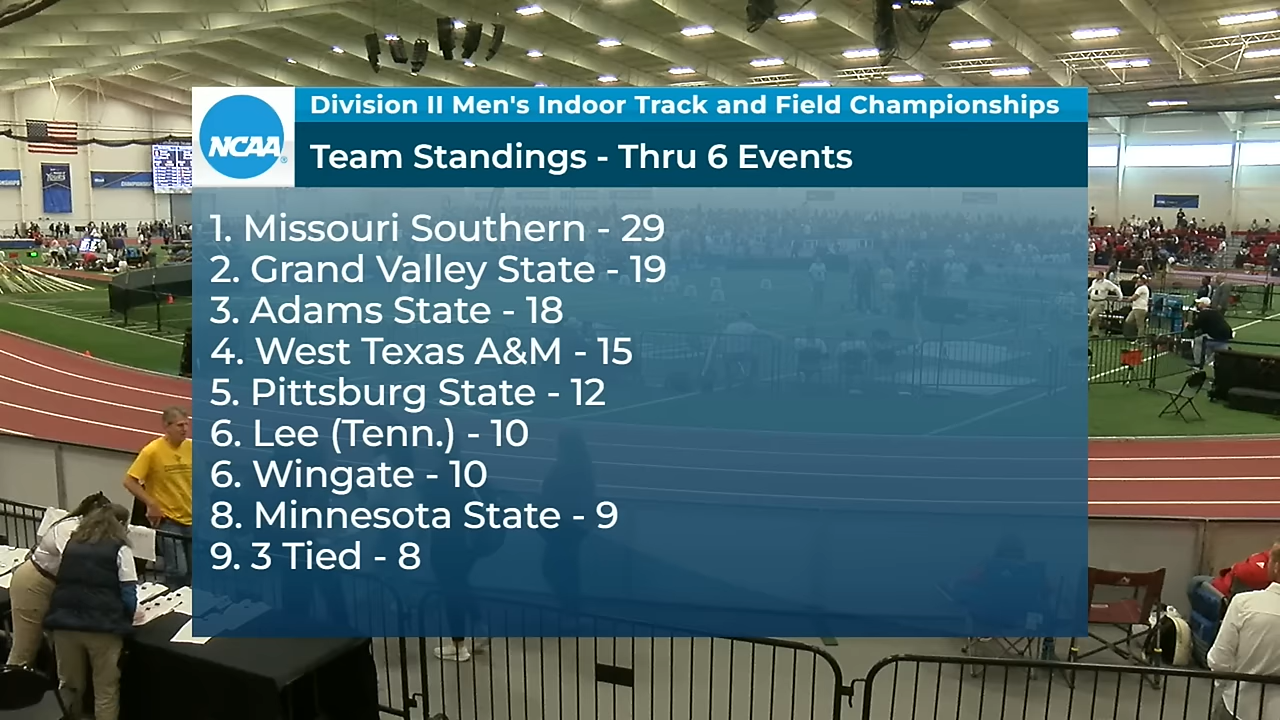 NCAA
Division II Men's Indoor Track and Field Championships
Team Standings - Thru 6 Events
1. Missouri Southern - 29
2. Grand Valley State - 19
3. Adams State - 18
4. West Texas A&M - 15
5. Pittsburg State - 12
6. Lee (Tenn.) - 10
6. Wingate - 10
8. Minnesota State - 9
9. 3 Tied - 8